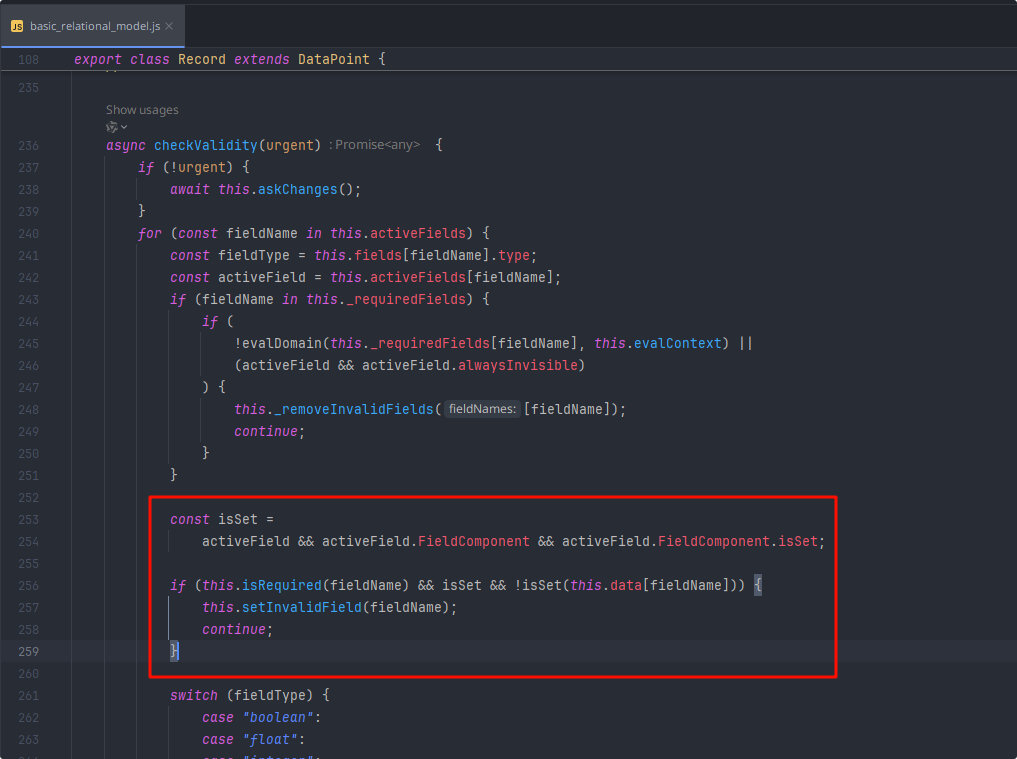 JS basic_relational_model.js ×
108 export class Record extends DataPoint {
235
Show usages
236 async checkValidity(urgent) : Promise<any> {
237 if (!urgent) {
238 await this.askChanges();
239 }
240 for (const fieldName in this.activeFields) {
241 const fieldType = this.fields[fieldName].type;
242 const activeField = this.activeFields[fieldName];
243 if (fieldName in this._requiredFields) {
244 if (
245 !evalDomain(this._requiredFields[fieldName], this.evalContext) ||
246 (activeField && activeField.alwaysInvisible)
247 ) {
248 this._removeInvalidFields( fieldNames: [fieldName]);
249 continue;
250 }
251 }
252
253 const isSet =
254 activeField && activeField.FieldComponent && activeField.FieldComponent.isSet;
255
256 if (this.isRequired(fieldName) && isSet && !isSet(this.data[fieldName])) {
257 this.setInvalidField(fieldName);
258 continue;
259 }
260
261 switch (fieldType) {
262 case "boolean":
263 case "float":
case "integer":